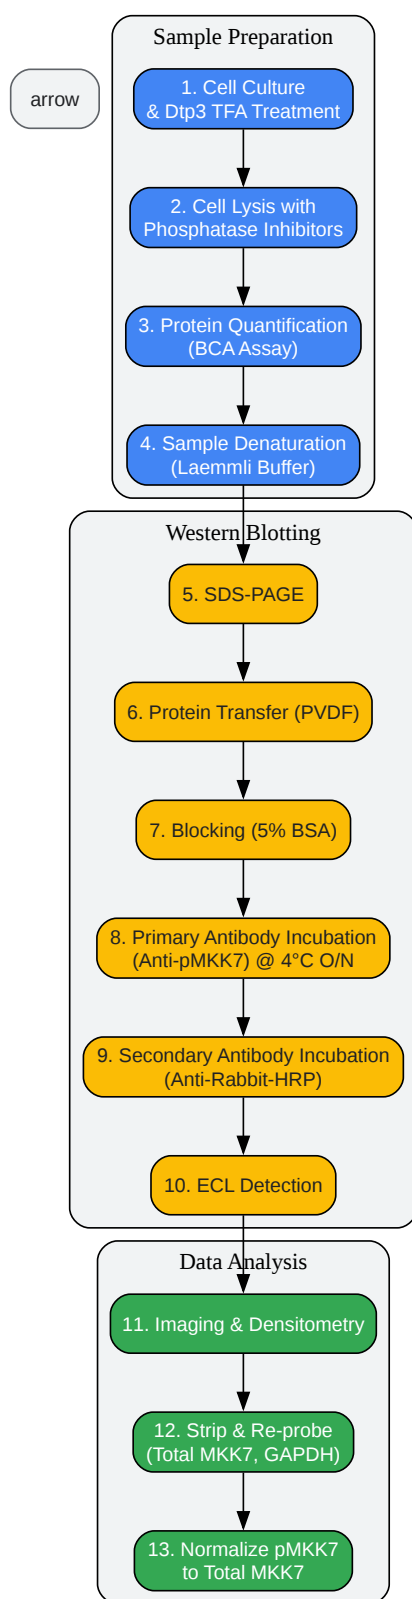 Sample Preparation
arrow
1. Cell Culture
& Dtp3 TFA Treatment
2. Cell Lysis with
Phosphatase Inhibitors
3. Protein Quantification
(BCA Assay)
4. Sample Denaturation
(Laemmli Buffer)
Western Blotting
5. SDS-PAGE
6. Protein Transfer (PVDF)
7. Blocking (5% BSA)
8. Primary Antibody Incubation
(Anti-pMKK7) @ 4°C O/N
9. Secondary Antibody Incubation
(Anti-Rabbit-HRP)
10. ECL Detection
Data Analysis
11. Imaging & Densitometry
12. Strip & Re-probe
(Total MKK7, GAPDH)
13. Normalize pMKK7
to Total MKK7